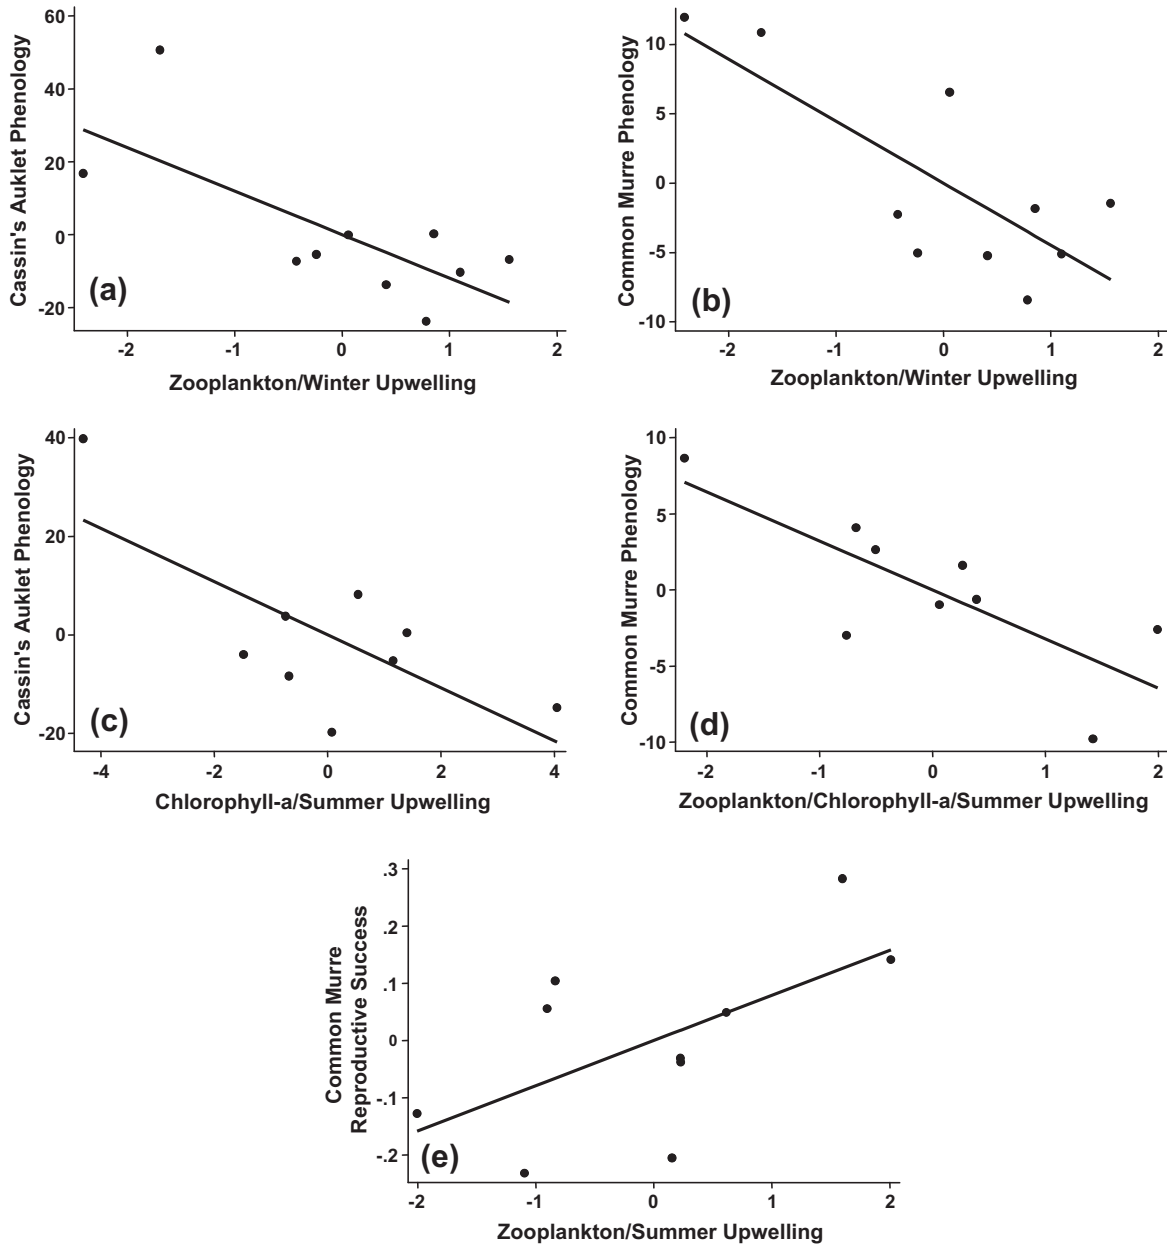 60
40
20
0
-20
Cassin's Auklet Phenology
(a)
-2 -1 0 1 2
Zooplankton/Winter Upwelling
10
5
0
-5
-10
Common Murre Phenology
(b)
-2 -1 0 1 2
Zooplankton/Winter Upwelling
40
20
0
-20
Cassin's Auklet Phenology
(c)
-4 -2 0 2 4
Chlorophyll-a/Summer Upwelling
10
5
0
-5
-10
Common Murre Phenology
(d)
-2 -1 0 1 2
Zooplankton/Chlorophyll-a/Summer Upwelling
.3
.2
.1
0
-.1
-.2
Common Murre
Reproductive Success
(e)
-2 -1 0 1 2
Zooplankton/Summer Upwelling